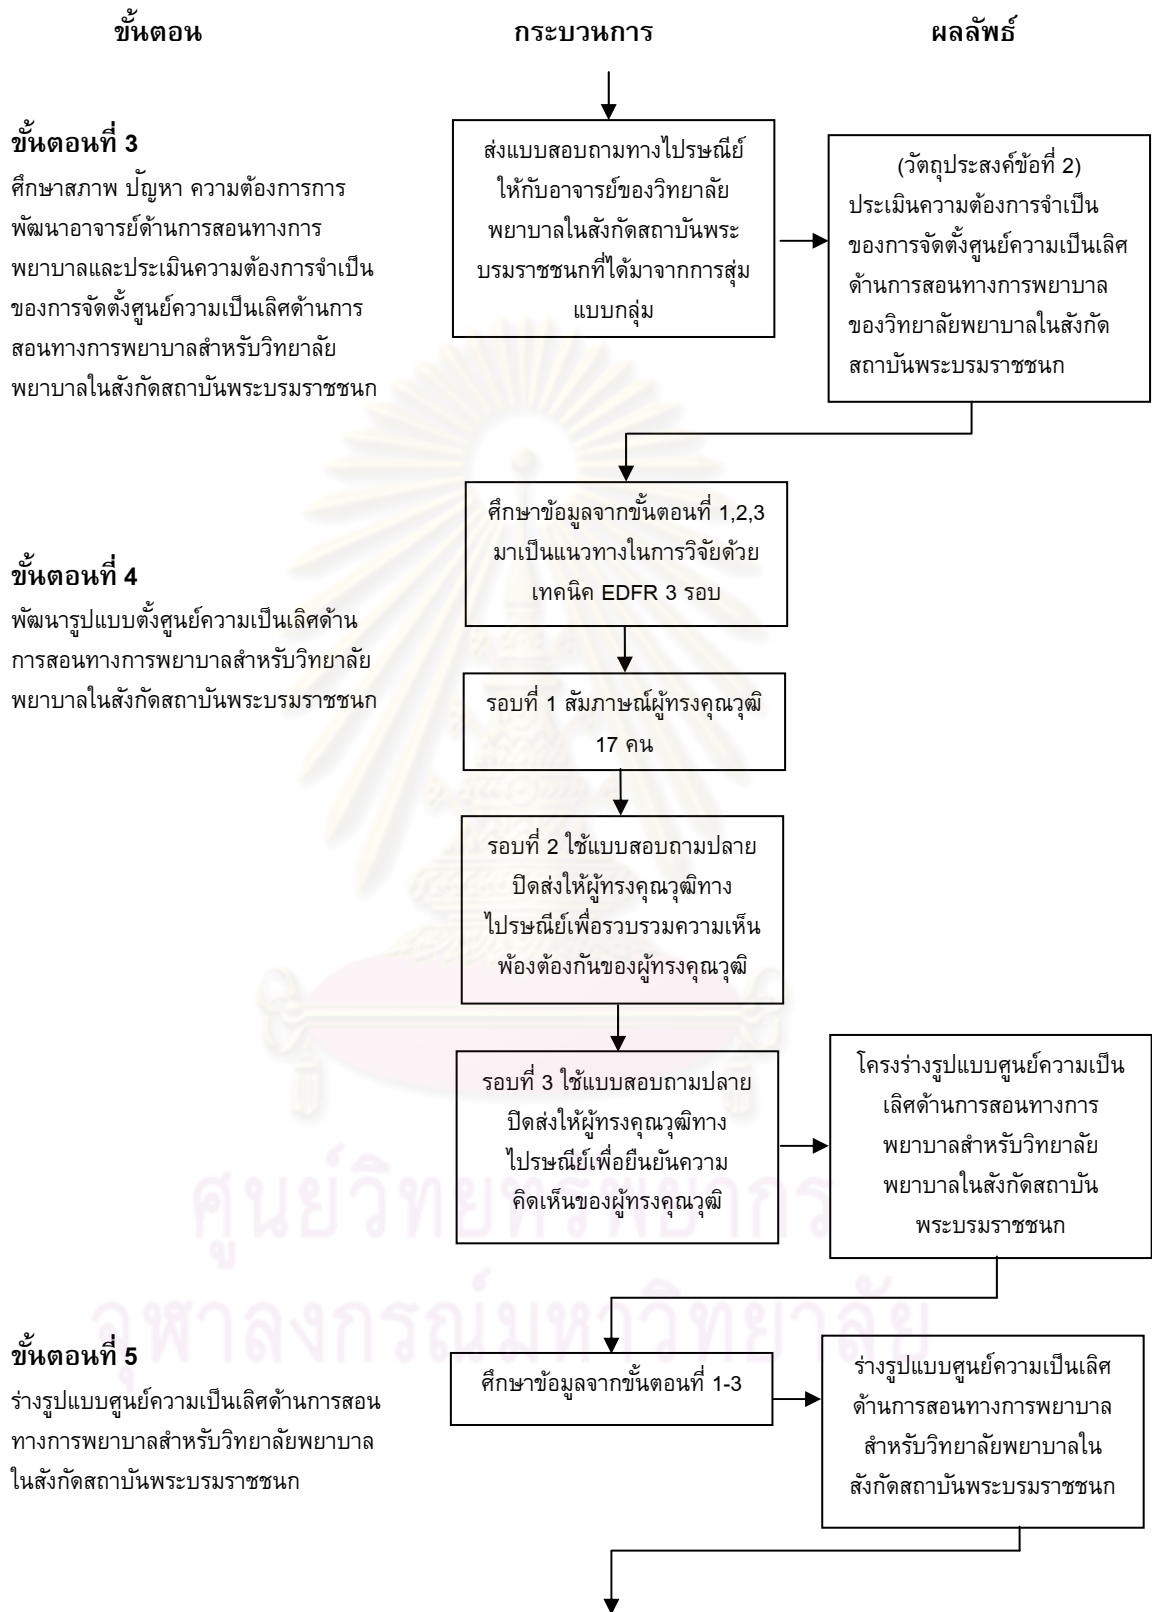 ขั้นตอน
กระบวนการ
ผลลัพธ์
ขั้นตอนที่ 3
ศึกษาสภาพ ปัญหา ความต้องการการ
พัฒนาอาจารย์ด้านการสอนทางการ
พยาบาลและประเมินความต้องการจำเป็น
ของการจัดตั้งศูนย์ความเป็นเลิศด้านการ
สอนทางการพยาบาลสำหรับวิทยาลัย
พยาบาลในสังกัดสถาบันพระบรมราชชนก
ส่งแบบสอบถามทางไปรษณีย์
ให้กับอาจารย์ของวิทยาลัย
พยาบาลในสังกัดสถาบันพระ
บรมราชชนกที่ได้มาจากการสุ่ม
แบบกลุ่ม
(วัตถุประสงค์ข้อที่ 2)
ประเมินความต้องการจำเป็น
ของการจัดตั้งศูนย์ความเป็นเลิศ
ด้านการสอนทางการพยาบาล
ของวิทยาลัยพยาบาลในสังกัด
สถาบันพระบรมราชชนก
ขั้นตอนที่ 4
พัฒนารูปแบบตั้งศูนย์ความเป็นเลิศด้าน
การสอนทางการพยาบาลสำหรับวิทยาลัย
พยาบาลในสังกัดสถาบันพระบรมราชชนก
ศึกษาข้อมูลจากขั้นตอนที่ 1,2,3
มาเป็นแนวทางในการวิจัยด้วย
เทคนิค EDFR 3 รอบ
รอบที่ 1 สัมภาษณ์ผู้ทรงคุณวุฒิ
17 คน
รอบที่ 2 ใช้แบบสอบถามปลาย
ปิดส่งให้ผู้ทรงคุณวุฒิทาง
ไปรษณีย์เพื่อรวบรวมความเห็น
พ้องต้องกันของผู้ทรงคุณวุฒิ
รอบที่ 3 ใช้แบบสอบถามปลาย
ปิดส่งให้ผู้ทรงคุณวุฒิทาง
ไปรษณีย์เพื่อยืนยันความ
คิดเห็นของผู้ทรงคุณวุฒิ
โครงร่างรูปแบบศูนย์ความเป็น
เลิศด้านการสอนทางการ
พยาบาลสำหรับวิทยาลัย
พยาบาลในสังกัดสถาบัน
พระบรมราชชนก
ศูนย์วิทยทรัพยากร
จุฬาลงกรณ์มหาวิทยาลัย
ขั้นตอนที่ 5
ร่างรูปแบบศูนย์ความเป็นเลิศด้านการสอน
ทางการพยาบาลสำหรับวิทยาลัยพยาบาล
ในสังกัดสถาบันพระบรมราชชนก
ศึกษาข้อมูลจากขั้นตอนที่ 1-3
ร่างรูปแบบศูนย์ความเป็นเลิศ
ด้านการสอนทางการพยาบาล
สำหรับวิทยาลัยพยาบาลใน
สังกัดสถาบันพระบรมราชชนก